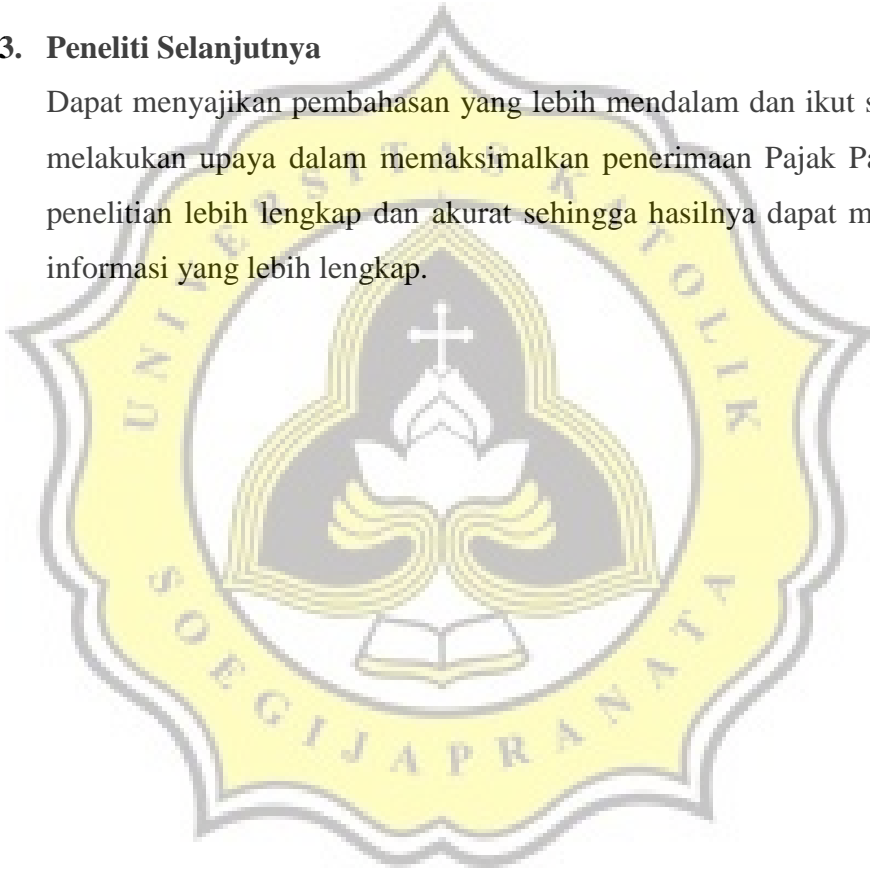 3. Peneliti Selanjutnya
Dapat menyajikan pembahasan yang lebih mendalam dan ikut s
melakukan upaya dalam memaksimalkan penerimaan Pajak Pa
penelitian lebih lengkap dan akurat sehingga hasilnya dapat m
informasi yang lebih lengkap.
UNIVERSITAS KATOLIK
SOEGIJAPRANATA